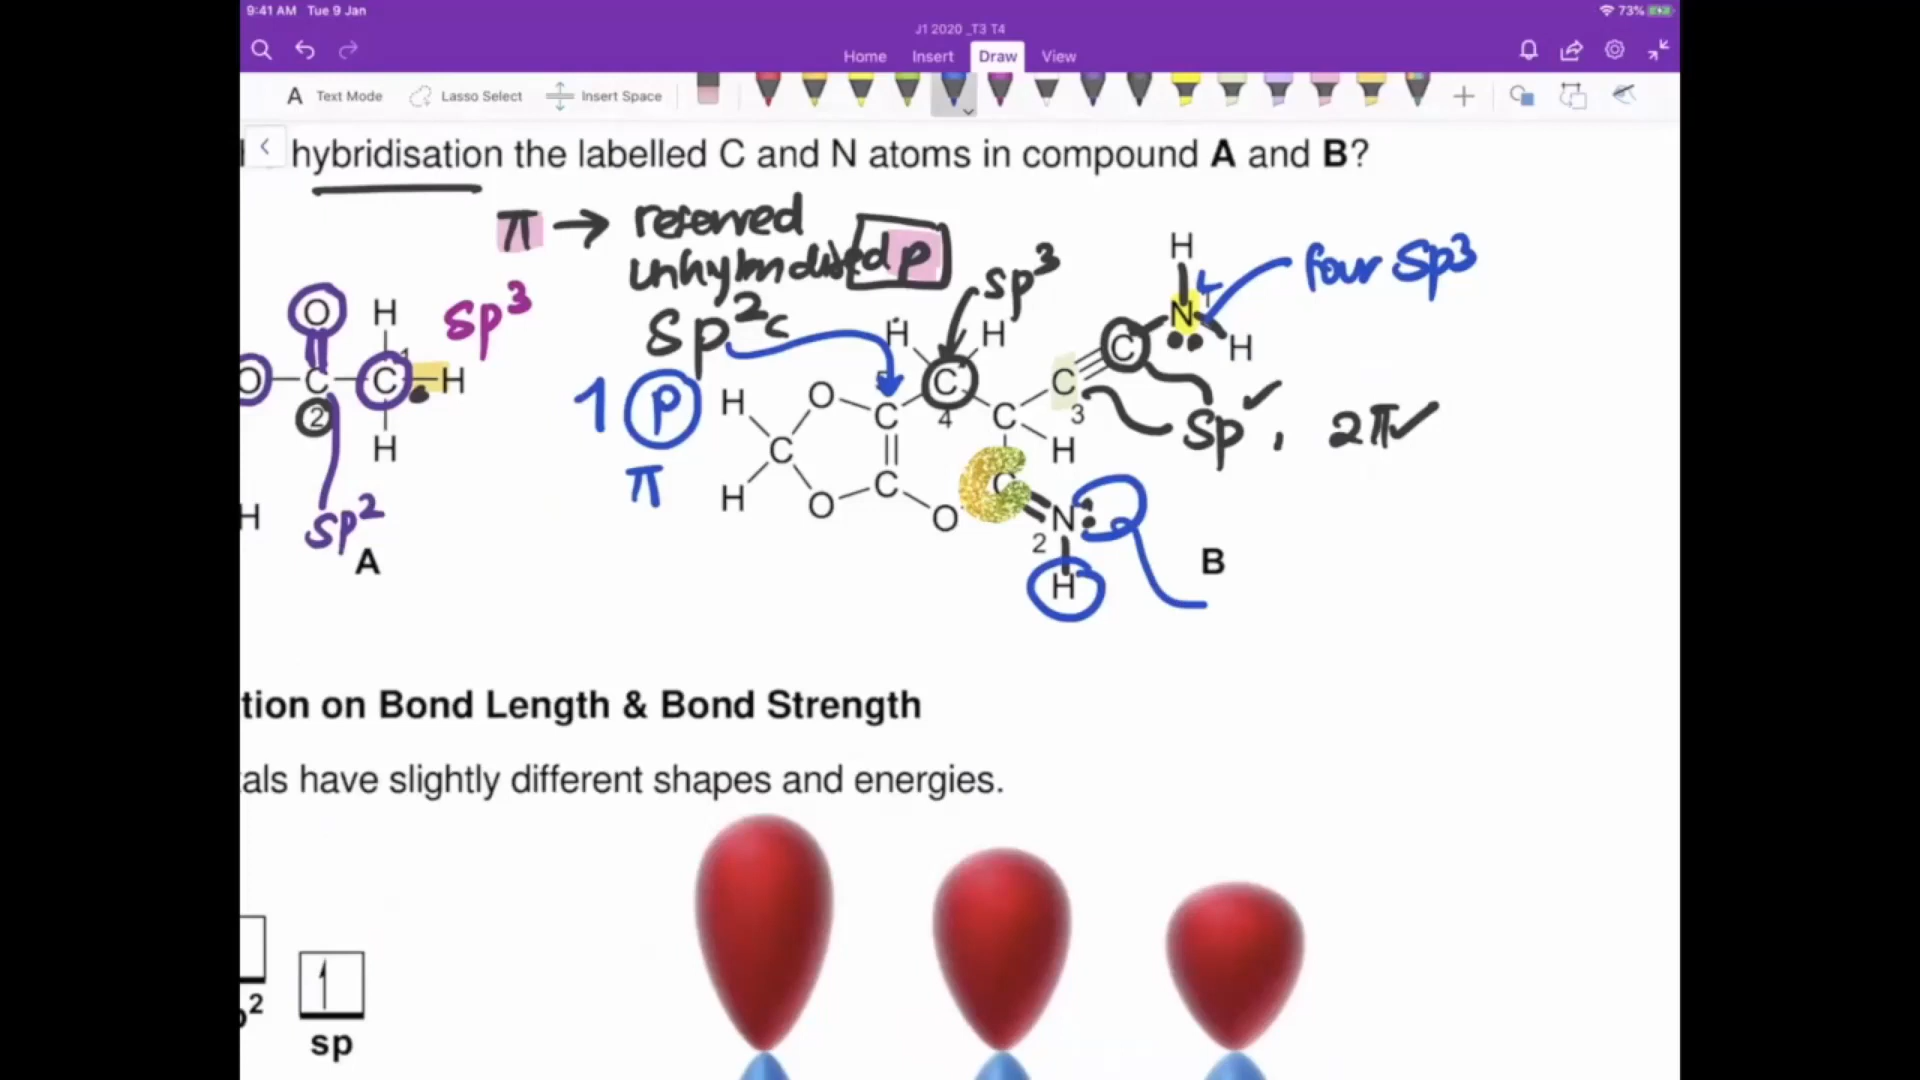 9:41 AM Tue 9 Jan
73%
J1 2020 _T3 T4
Home Insert Draw View
A Text Mode Lasso Select Insert Space
hybridisation the labelled C and N atoms in compound A and B?
π → reserved
unhybridised p
sp³
sp³
four sp3
sp²
c
1 p
π
sp, 2π
sp²
O H
O C C H
1
2
H
H
A
H H
H O C C C C N H
5 4 3 1
H
C C H
H O C O C N
2
H
B
tion on Bond Length & Bond Strength
als have slightly different shapes and energies.
sp